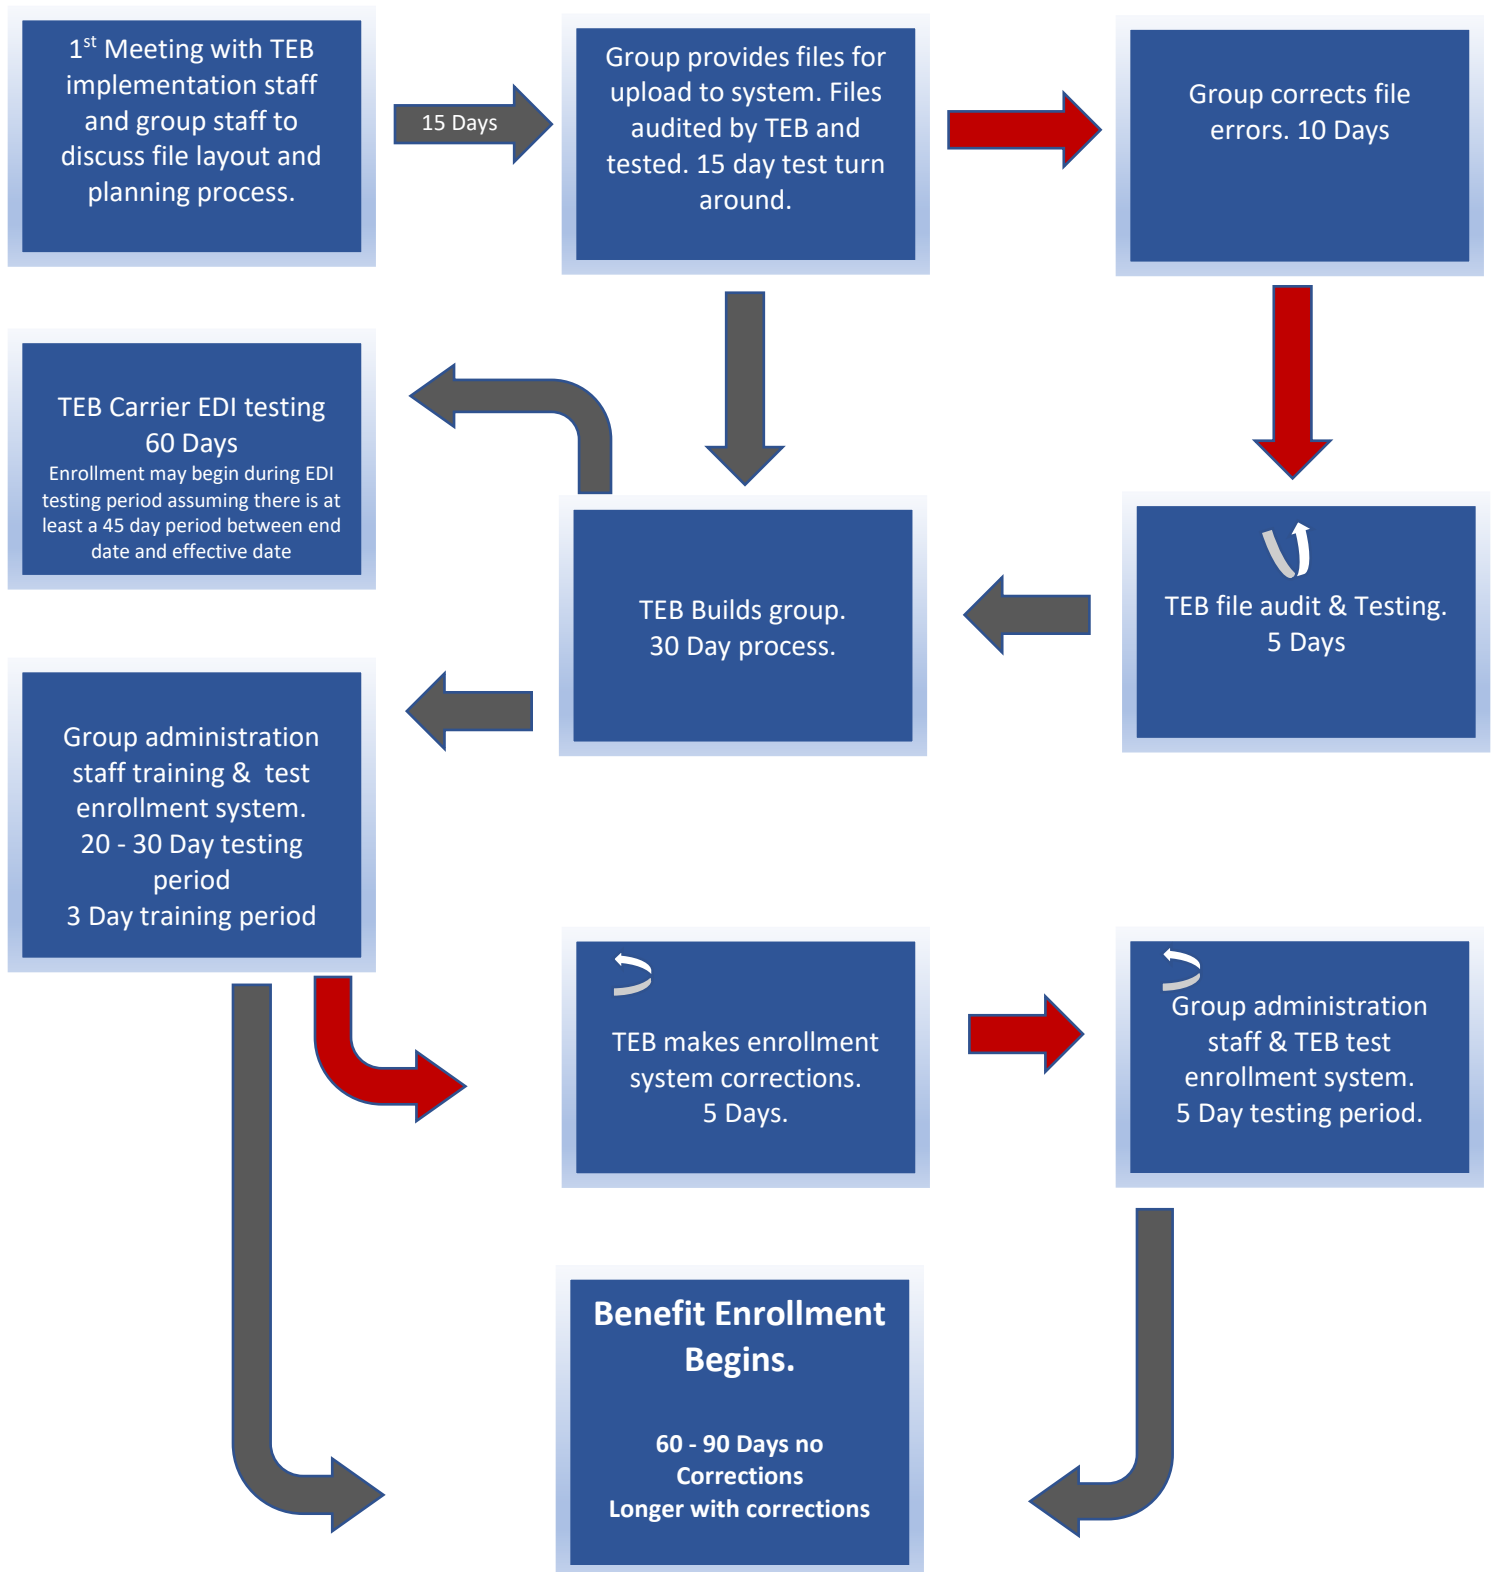 1st Meeting with TEB
implementation staff
and group staff to
discuss file layout and
planning process.
15 Days
Group provides files for
upload to system. Files
audited by TEB and
tested. 15 day test turn
around.
Group corrects file
errors. 10 Days
TEB Carrier EDI testing
60 Days
Enrollment may begin during EDI
testing period assuming there is at
least a 45 day period between end
date and effective date
TEB Builds group.
30 Day process.
TEB file audit & Testing.
5 Days
Group administration
staff training &  test
enrollment system.
20 - 30 Day testing
period
3 Day training period
TEB makes enrollment
system corrections.
5 Days.
Group administration
staff & TEB test
enrollment system.
5 Day testing period.
Benefit Enrollment
Begins.
60 - 90 Days no
Corrections
Longer with corrections